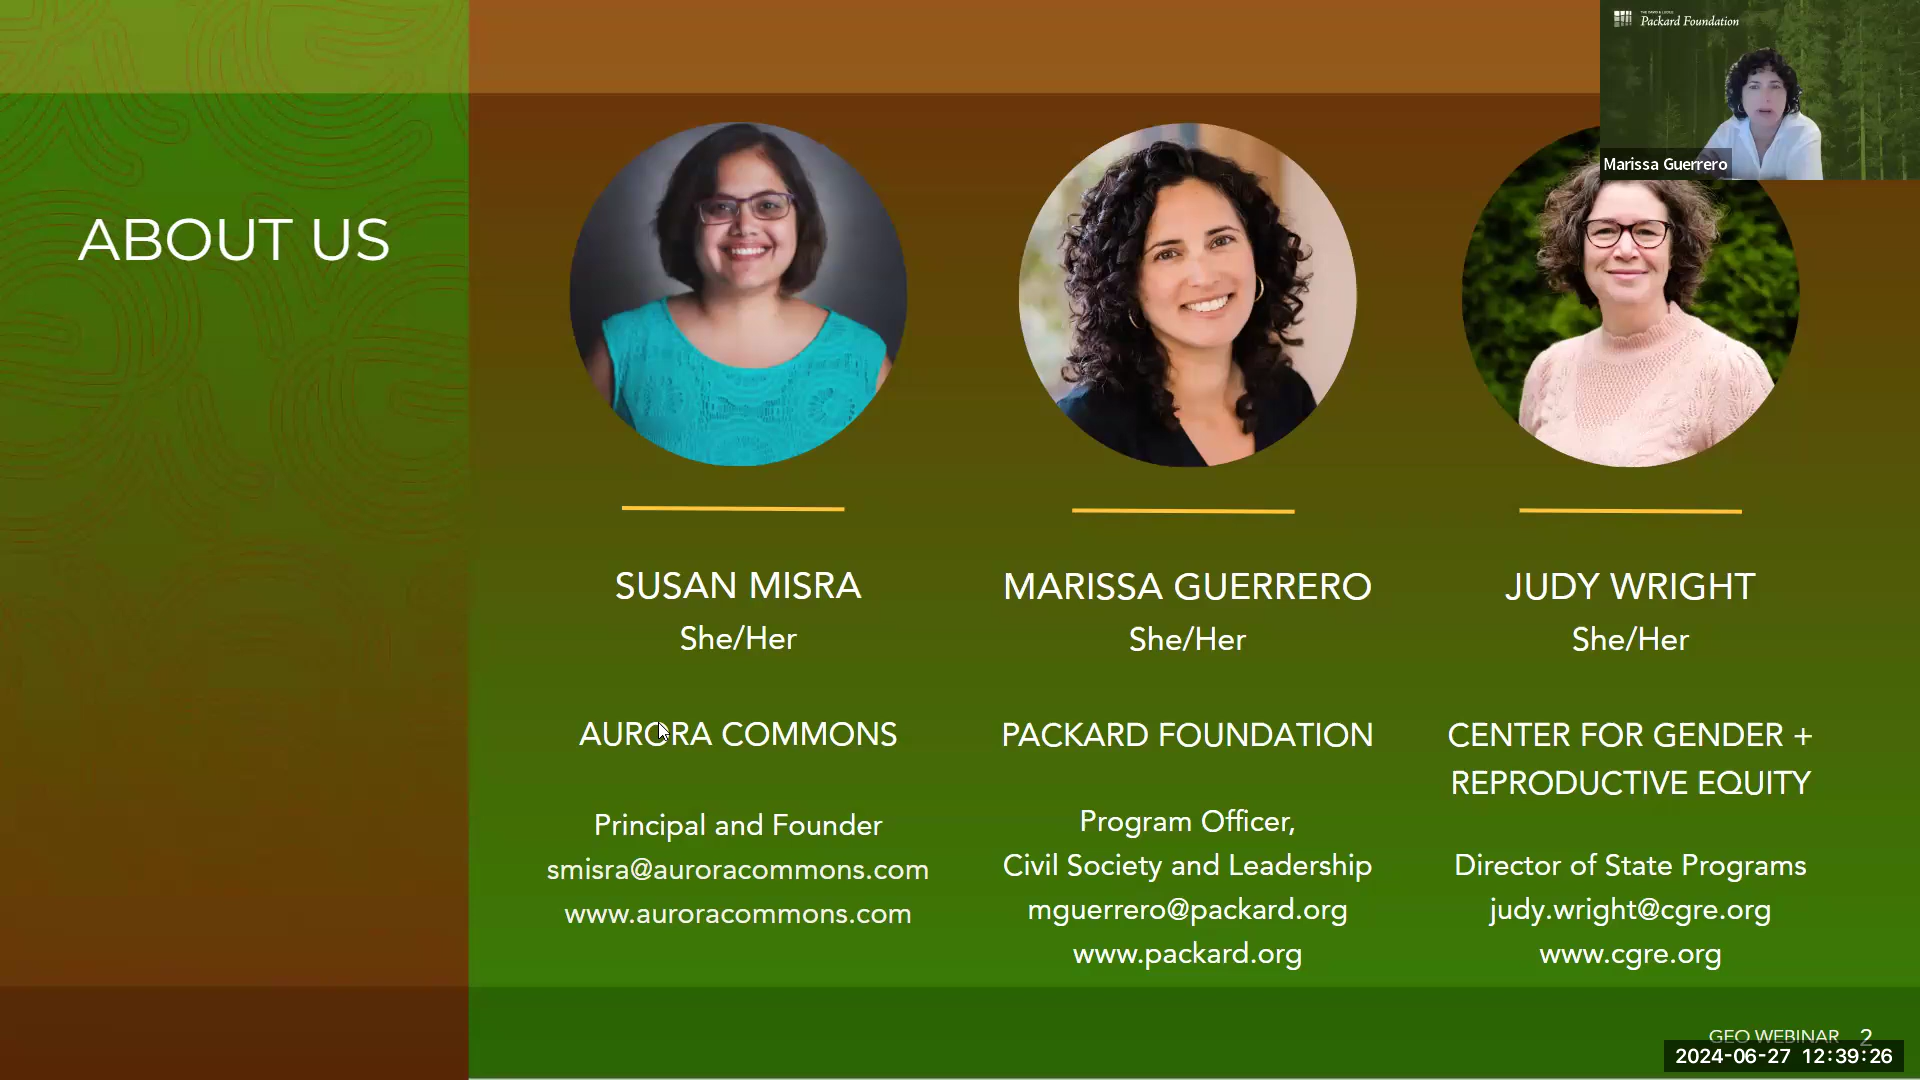 THE DAVID & LUCILE
Packard Foundation
Marissa Guerrero
ABOUT US
SUSAN MISRA
She/Her
AURORA COMMONS
Principal and Founder
smisra@auroracommons.com
www.auroracommons.com
MARISSA GUERRERO
She/Her
PACKARD FOUNDATION
Program Officer,
Civil Society and Leadership
mguerrero@packard.org
www.packard.org
JUDY WRIGHT
She/Her
CENTER FOR GENDER +
REPRODUCTIVE EQUITY
Director of State Programs
judy.wright@cgre.org
www.cgre.org
GEO WEBINAR 2
2024-06-27 12:39:26